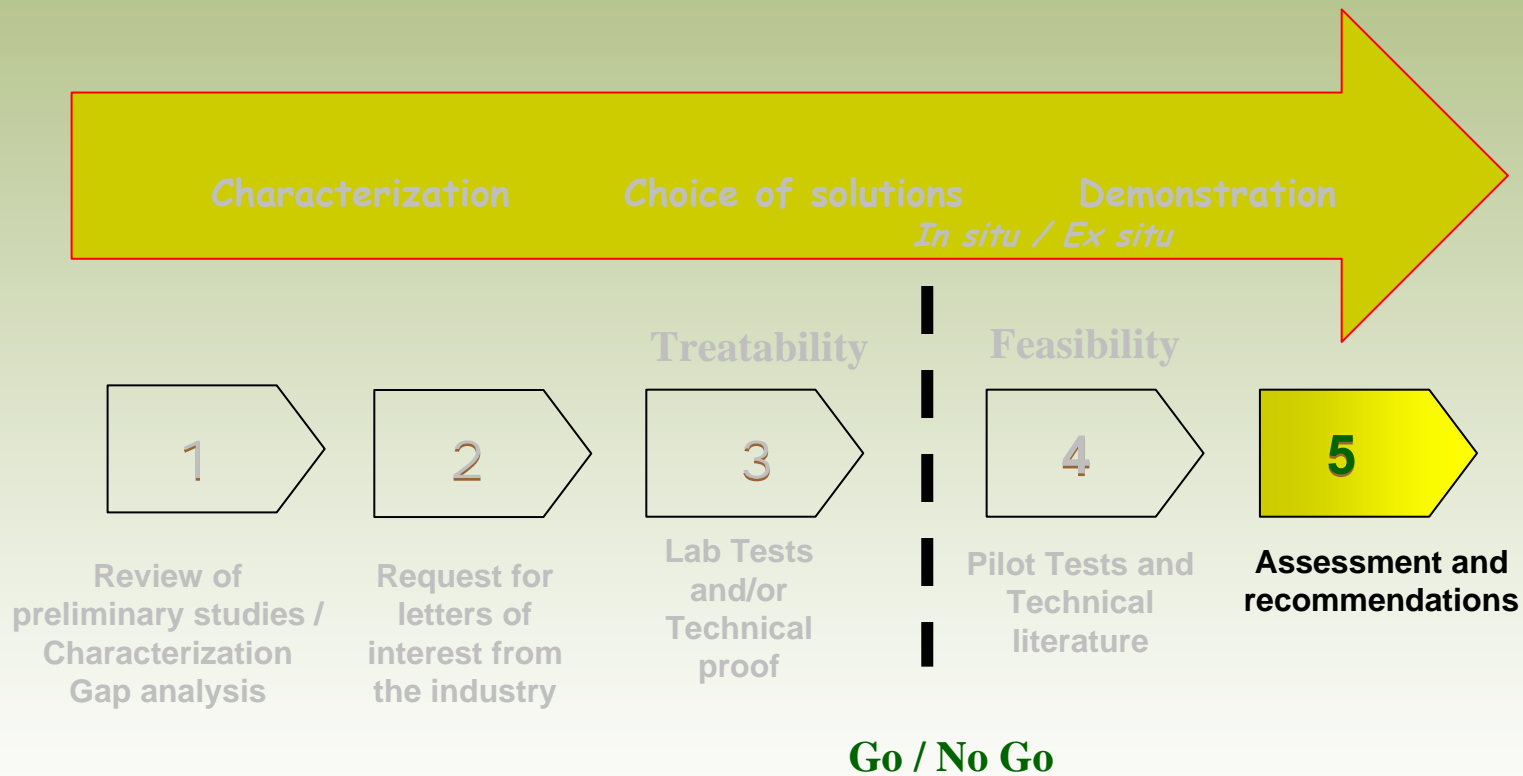 Characterization
Choice of solutions
Demonstration
In situ / Ex situ
Treatability
Feasibility
1
2
3
4
5
Review of
preliminary studies /
Characterization
Gap analysis
Request for
letters of
interest from
the industry
Lab Tests
and/or
Technical
proof
Pilot Tests and
Technical
literature
Assessment and
recommendations
Go / No Go